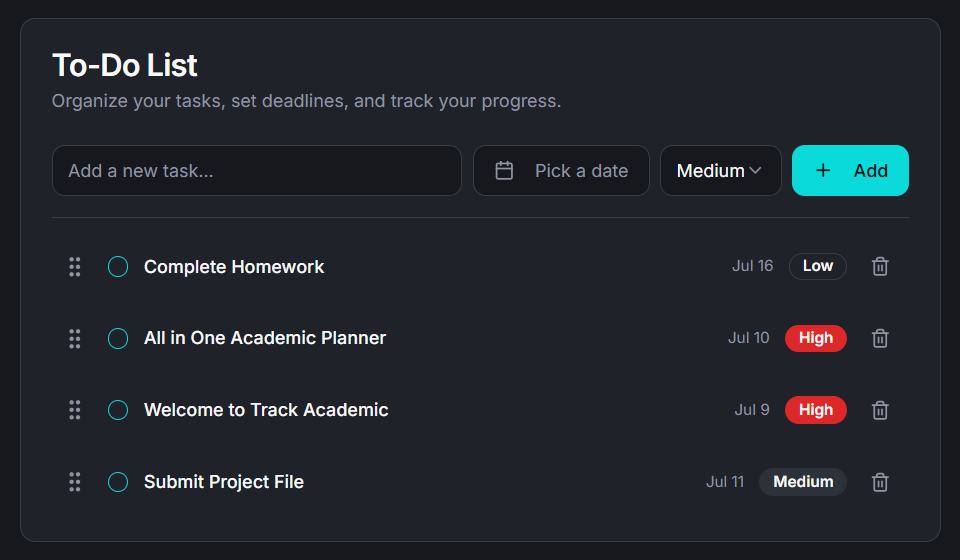 To-Do List
Organize your tasks, set deadlines, and track your progress.
Add a new task... Pick a date Medium Add
Complete Homework Jul 16 Low
All in One Academic Planner Jul 10 High
Welcome to Track Academic Jul 9 High
Submit Project File Jul 11 Medium